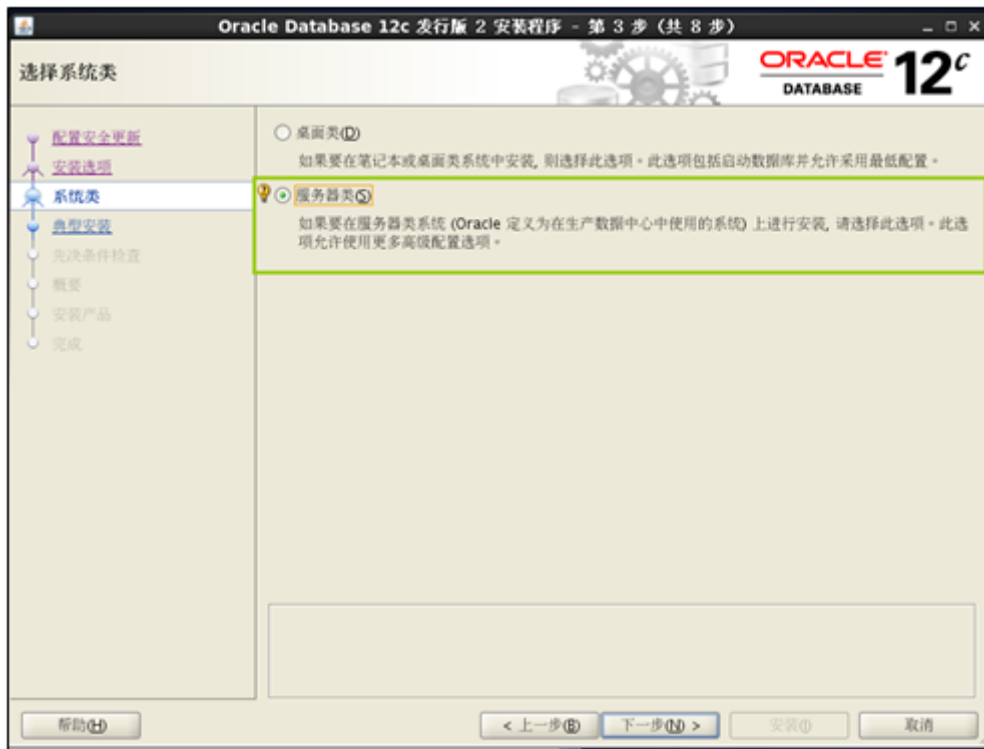 Oracle Database 12c 发行版 2 安装程序 - 第 3 步 (共 8 步)
选择系统类
ORACLE
DATABASE
12c
配置安全更新
安装选项
系统类
典型安装
先决条件检查
概要
安装产品
完成
桌面类(D)
如果要在笔记本或桌面类系统中安装, 则选择此选项。此选项包括启动数据库并允许采用最低配置。
服务器类(S)
如果要在服务器类系统 (Oracle 定义为在生产数据中心中使用的系统) 上进行安装, 请选择此选项。此选
项允许使用更多高级配置选项。
帮助(H)
< 上一步(B)
下一步(N) >
安装(I)
取消